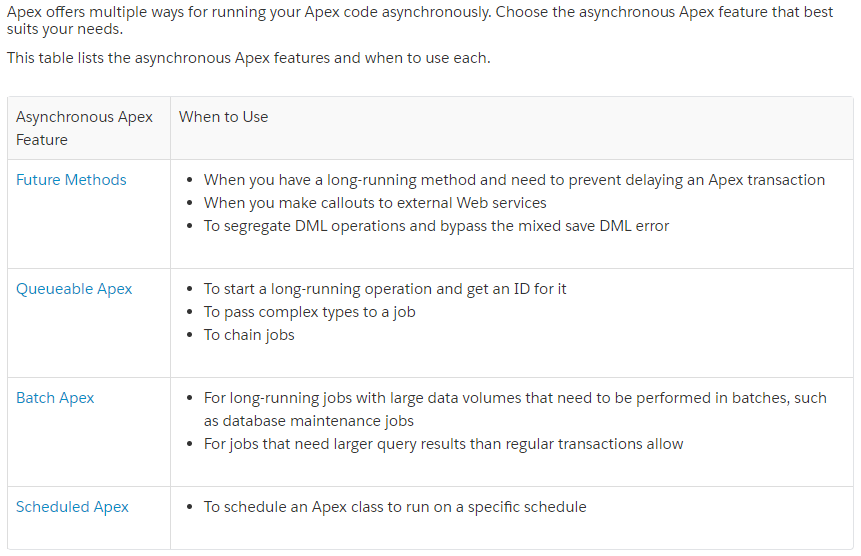 Apex offers multiple ways for running your Apex code asynchronously. Choose the asynchronous Apex feature that best
suits your needs.
This table lists the asynchronous Apex features and when to use each.
Asynchronous Apex
Feature
When to Use
Future Methods
• When you have a long-running method and need to prevent delaying an Apex transaction
• When you make callouts to external Web services
• To segregate DML operations and bypass the mixed save DML error
Queueable Apex
• To start a long-running operation and get an ID for it
• To pass complex types to a job
• To chain jobs
Batch Apex
• For long-running jobs with large data volumes that need to be performed in batches, such
as database maintenance jobs
• For jobs that need larger query results than regular transactions allow
Scheduled Apex
• To schedule an Apex class to run on a specific schedule